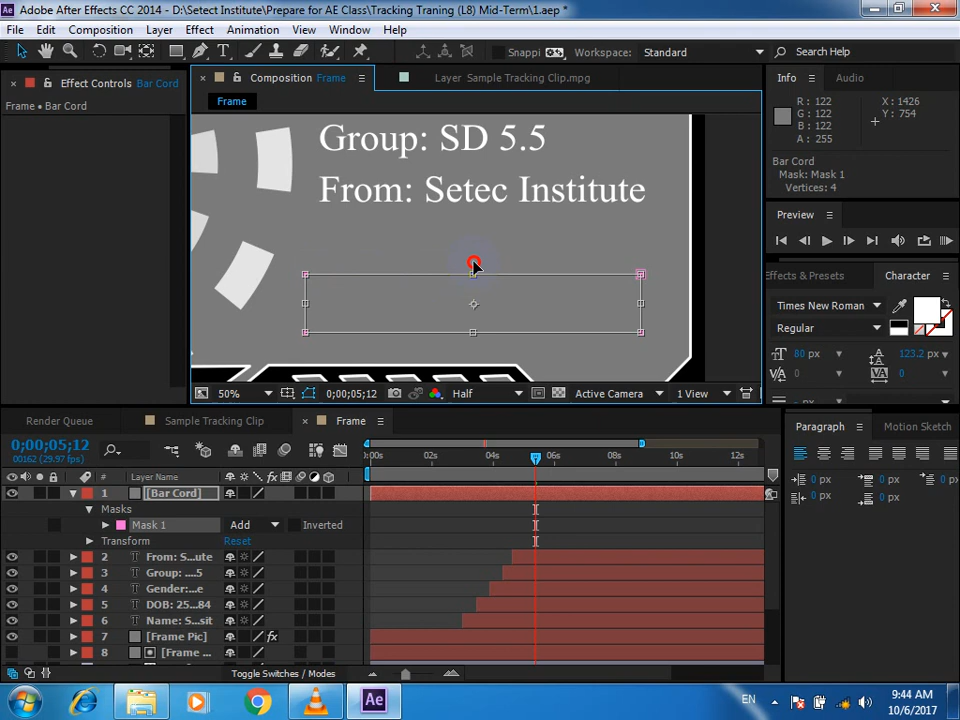 Adobe After Effects CC 2014 - D:\Setect Institute\Prepare for AE Class\Tracking Traning (L8) Mid-Term\1.aep *
File Edit Composition Layer Effect Animation View Window Help
Snappi Workspace: Standard Search Help
Effect Controls Bar Cord
Frame • Bar Cord
Composition Frame
Layer Sample Tracking Clip.mpg
Frame
Group: SD 5.5
From: Setec Institute
50% 0;00;05;12 Half Active Camera 1 View
Info Audio
R : 122
G : 122
B : 122
A : 255
X : 1426
Y : 754
Bar Cord
Mask: Mask 1
Vertices: 4
Preview
Effects & Presets Character
Times New Roman
Regular
80 px 123.2 px
0 0
px
Paragraph Motion Sketch
0 px 0 px 0 px
0 px 0 px
Render Queue Sample Tracking Clip Frame
0;00;05;12
00162 (29.97 fps)
:00s 02s 04s 06s 08s 10s 12s
# Layer Name
1 [Bar Cord]
Masks
Mask 1 Add Inverted
Transform Reset
2 T From: S...ute
3 T Group: ....5
4 T Gender:...e
5 T DOB: 25...84
6 T Name: S...sit
7 [Frame Pic] fx
8 [Frame ...
Toggle Switches / Modes
EN 9:44 AM
10/6/2017